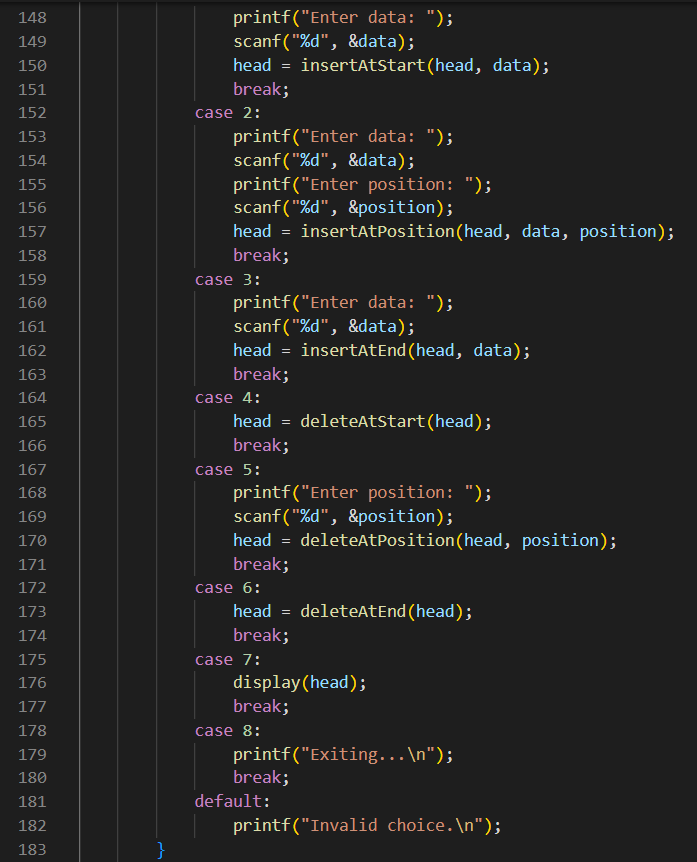 148 printf("Enter data: ");
149 scanf("%d", &data);
150 head = insertAtStart(head, data);
151 break;
152 case 2:
153 printf("Enter data: ");
154 scanf("%d", &data);
155 printf("Enter position: ");
156 scanf("%d", &position);
157 head = insertAtPosition(head, data, position);
158 break;
159 case 3:
160 printf("Enter data: ");
161 scanf("%d", &data);
162 head = insertAtEnd(head, data);
163 break;
164 case 4:
165 head = deleteAtStart(head);
166 break;
167 case 5:
168 printf("Enter position: ");
169 scanf("%d", &position);
170 head = deleteAtPosition(head, position);
171 break;
172 case 6:
173 head = deleteAtEnd(head);
174 break;
175 case 7:
176 display(head);
177 break;
178 case 8:
179 printf("Exiting...\n");
180 break;
181 default:
182 printf("Invalid choice.\n");
183 }